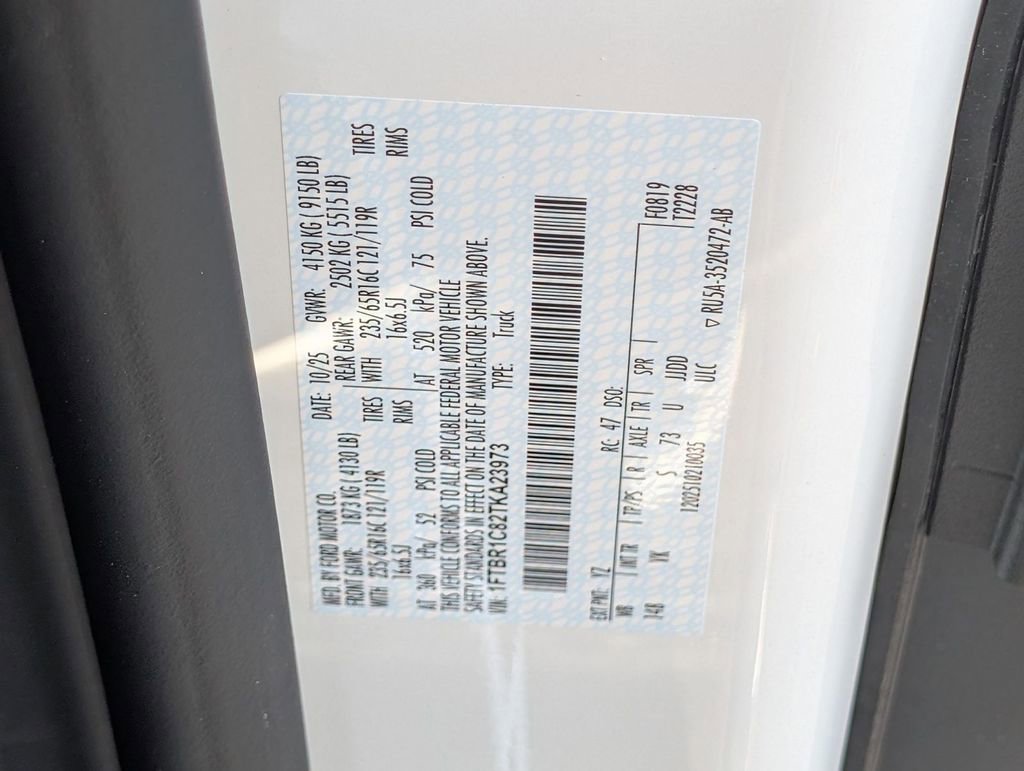 MFD. BY FORD MOTOR CO.
DATE: 10/25 GVWR: 4150 KG ( 9150 LB)
FRONT GAWR: 1873 KG ( 4130 LB) REAR GAWR: 2502 KG ( 5515 LB)
WITH 235/65R16C 121/119R TIRES WITH 235/65R16C 121/119R TIRES
16x6.5J RIMS 16x6.5J RIMS
AT 360 kPa/ 52 PSI COLD AT 520 kPa/ 75 PSI COLD
THIS VEHICLE CONFORMS TO ALL APPLICABLE FEDERAL MOTOR VEHICLE
SAFETY STANDARDS IN EFFECT ON THE DATE OF MANUFACTURE SHOWN ABOVE.
VIN: 1FTBR1C82TKA23973 TYPE: Truck
EXT PNT: YZ RC: 47 DSO:
WB | INT TR | TP/PS | R | AXLE | TR | SPR | F0819
148 VK S 73 U JJDD T2228
120251021003S ULC
▽ RU5A-3520472-AB